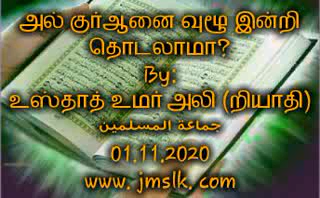 அல் குர்ஆனை வுழூ இன்றி
தொடலாமா?
By:
உஸ்தாத் உமர் அலி (றியாதி)
جماعة المسلمين
01.11.2020
www. jmslk. com